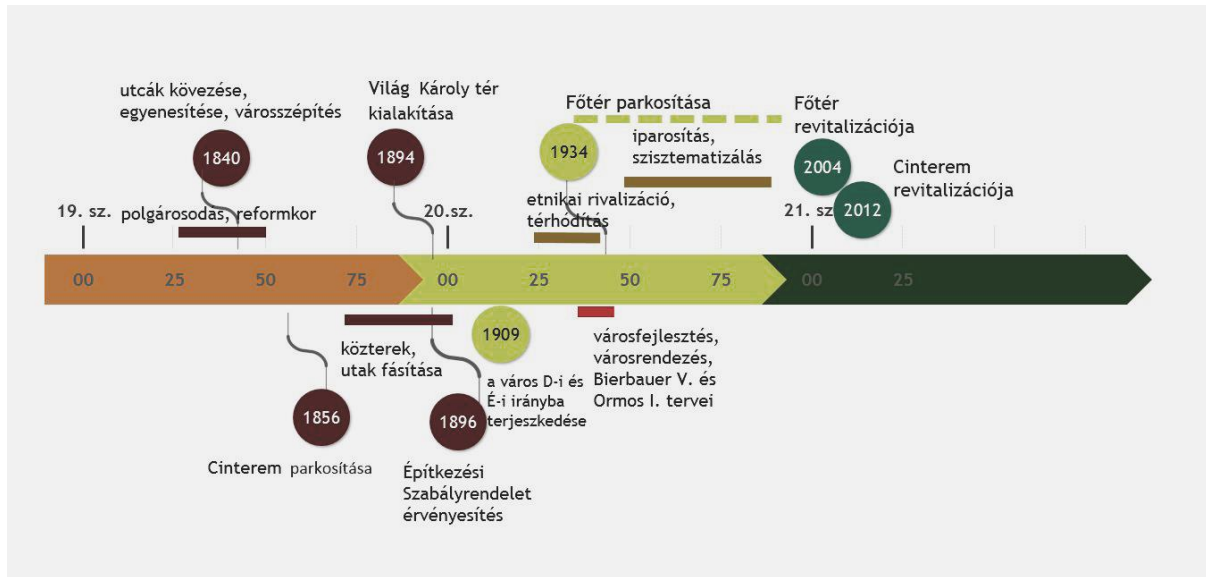 utcák kövezése,
egyenesítése, városszépítés
1840
Világ Károly tér
kialakítása
1894
Főtér parkosítása
1934
iparosítás,
szisztematizálás
Főtér
revitalizációja
2004
Cinterem
revitalizációja
2012
19. sz.
polgárosodás, reformkor
20.sz.
etnikai rivalizáció,
térhódítás
21. sz
00 25 50 75 00 25 50 75 00 25
1856
Cinterem parkosítása
közterek,
utak fásítása
1896
Építkezési
Szabályrendelet
érvényesítés
1909
a város D-i és
É-i irányba
terjeszkedése
városfejlesztés,
városrendezés,
Bierbauer V. és
Ormos I. tervei